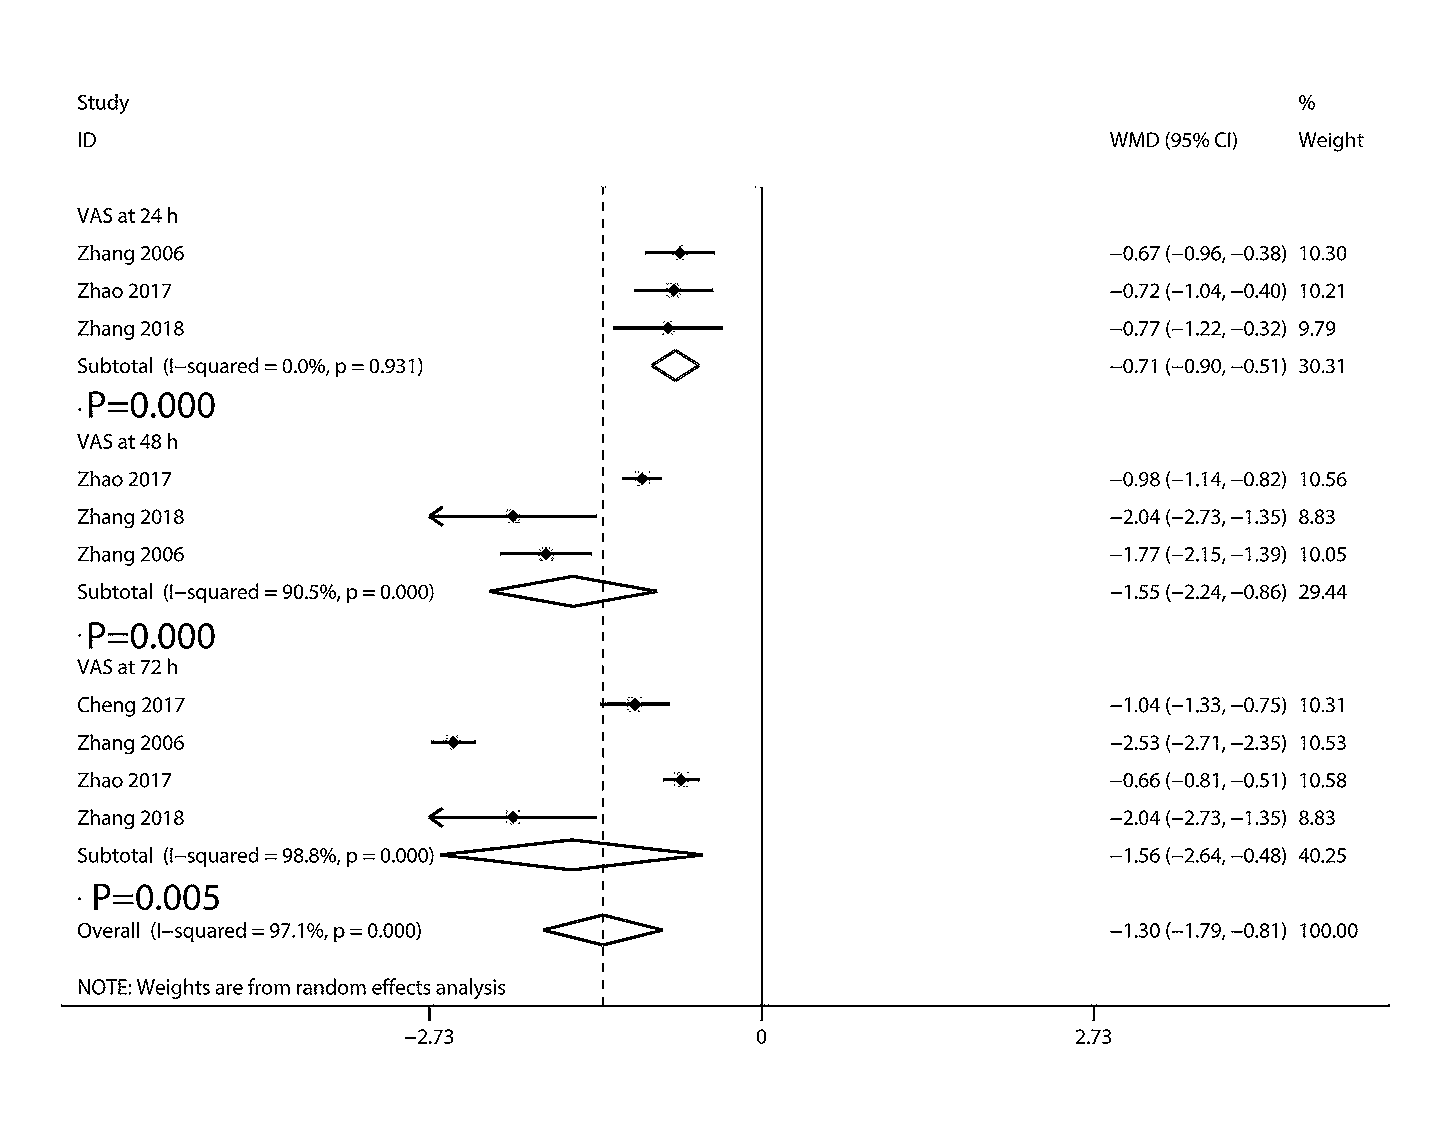 Study %
ID WMD (95% CI) Weight
VAS at 24 h
Zhang 2006 −0.67 (−0.96, −0.38) 10.30
Zhao 2017 −0.72 (−1.04, −0.40) 10.21
Zhang 2018 −0.77 (−1.22, −0.32) 9.79
Subtotal (I−squared = 0.0%, p = 0.931) −0.71 (−0.90, −0.51) 30.31
. P=0.000
VAS at 48 h
Zhao 2017 −0.98 (−1.14, −0.82) 10.56
Zhang 2018 −2.04 (−2.73, −1.35) 8.83
Zhang 2006 −1.77 (−2.15, −1.39) 10.05
Subtotal (I−squared = 90.5%, p = 0.000) −1.55 (−2.24, −0.86) 29.44
. P=0.000
VAS at 72 h
Cheng 2017 −1.04 (−1.33, −0.75) 10.31
Zhang 2006 −2.53 (−2.71, −2.35) 10.53
Zhao 2017 −0.66 (−0.81, −0.51) 10.58
Zhang 2018 −2.04 (−2.73, −1.35) 8.83
Subtotal (I−squared = 98.8%, p = 0.000) −1.56 (−2.64, −0.48) 40.25
. P=0.005
Overall (I−squared = 97.1%, p = 0.000) −1.30 (−1.79, −0.81) 100.00
NOTE: Weights are from random effects analysis
−2.73 0 2.73